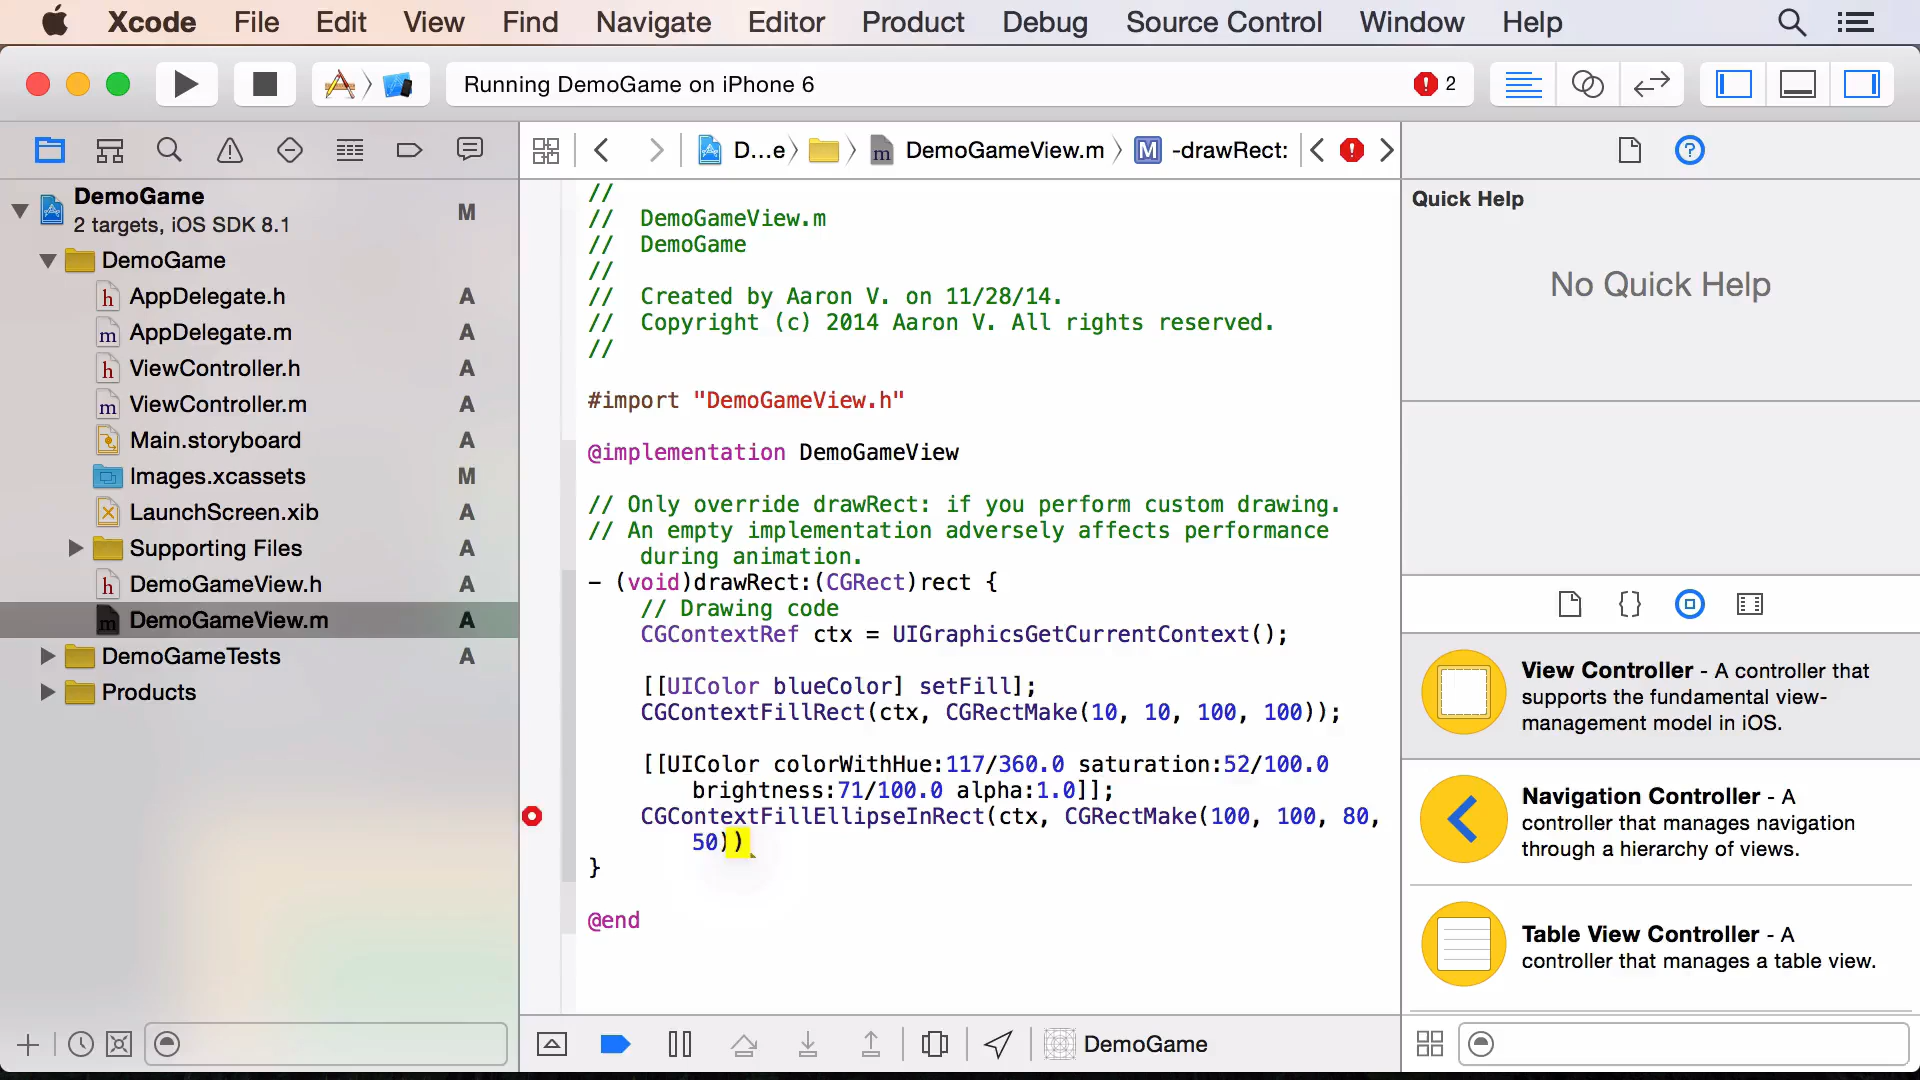 Xcode File Edit View Find Navigate Editor Product Debug Source Control Window Help
Running DemoGame on iPhone 6
2
D...e
DemoGameView.m
M
-drawRect:
DemoGame
2 targets, iOS SDK 8.1
M
DemoGame
h AppDelegate.h A
m AppDelegate.m A
h ViewController.h A
m ViewController.m A
Main.storyboard A
Images.xcassets M
LaunchScreen.xib A
Supporting Files A
h DemoGameView.h A
m DemoGameView.m A
DemoGameTests A
Products
//
// DemoGameView.m
// DemoGame
//
// Created by Aaron V. on 11/28/14.
// Copyright (c) 2014 Aaron V. All rights reserved.
//
#import "DemoGameView.h"
@implementation DemoGameView
// Only override drawRect: if you perform custom drawing.
// An empty implementation adversely affects performance
during animation.
- (void)drawRect:(CGRect)rect {
// Drawing code
CGContextRef ctx = UIGraphicsGetCurrentContext();
[[UIColor blueColor] setFill];
CGContextFillRect(ctx, CGRectMake(10, 10, 100, 100));
[[UIColor colorWithHue:117/360.0 saturation:52/100.0
brightness:71/100.0 alpha:1.0]];
CGContextFillEllipseInRect(ctx, CGRectMake(100, 100, 80,
50))
}
@end
DemoGame
Quick Help
No Quick Help
{}
View Controller - A controller that
supports the fundamental view-
management model in iOS.
Navigation Controller - A
controller that manages navigation
through a hierarchy of views.
Table View Controller - A
controller that manages a table view.